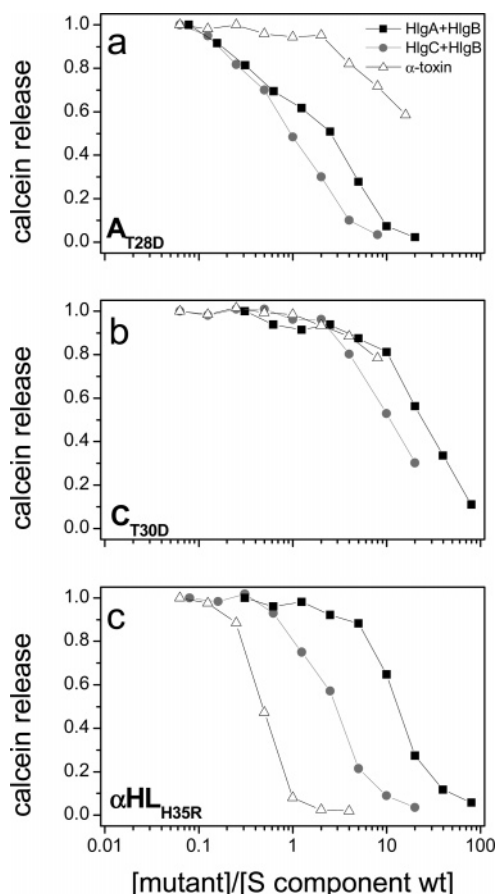 a
HlgA+HlgB
HlgC+HlgB
α-toxin
calcein release
1.0
0.8
0.6
0.4
0.2
0.0
A T28D
b
calcein release
1.0
0.8
0.6
0.4
0.2
0.0
C T30D
c
calcein release
1.0
0.8
0.6
0.4
0.2
0.0
αHL H35R
0.01 0.1 1 10 100
[mutant]/[S component wt]